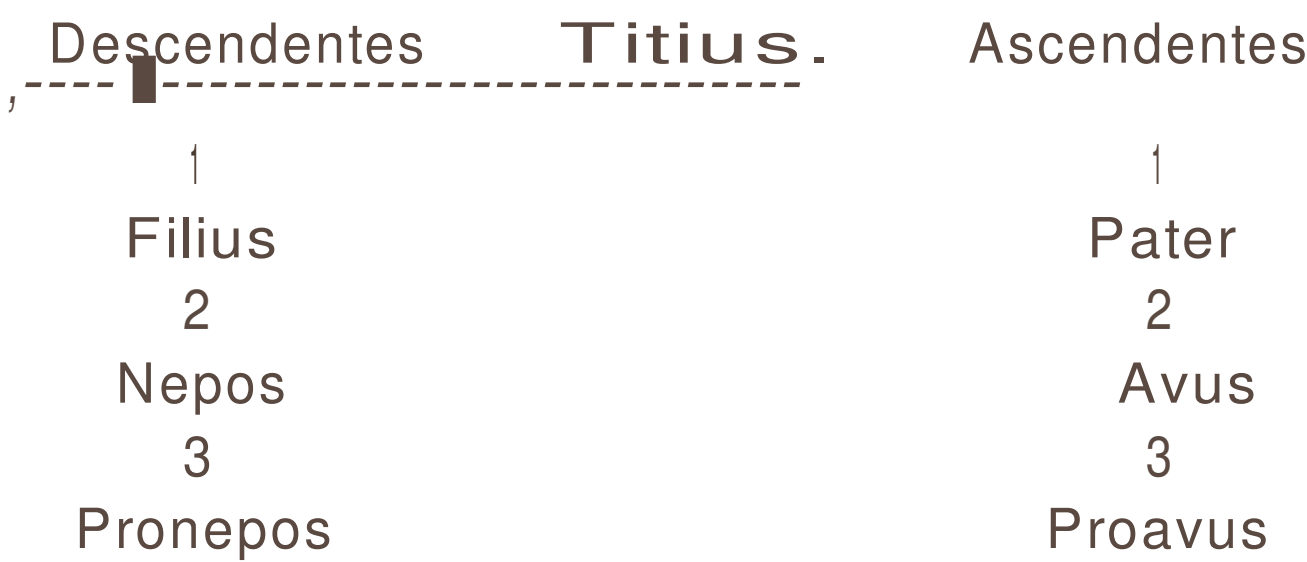 Descendentes Titius. Ascendentes
1 1
Filius Pater
2 2
Nepos Avus
3 3
Pronepos Proavus